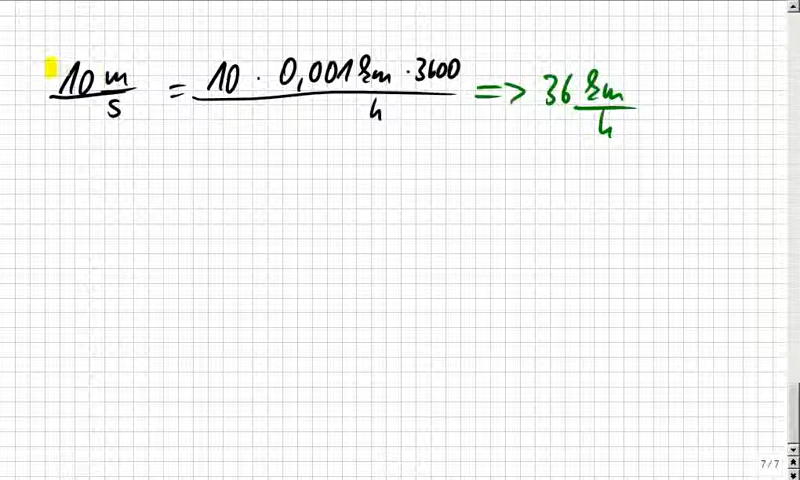 10 m/s = 10 · 0,001 km · 3600 / h => 36 km/h
7/7